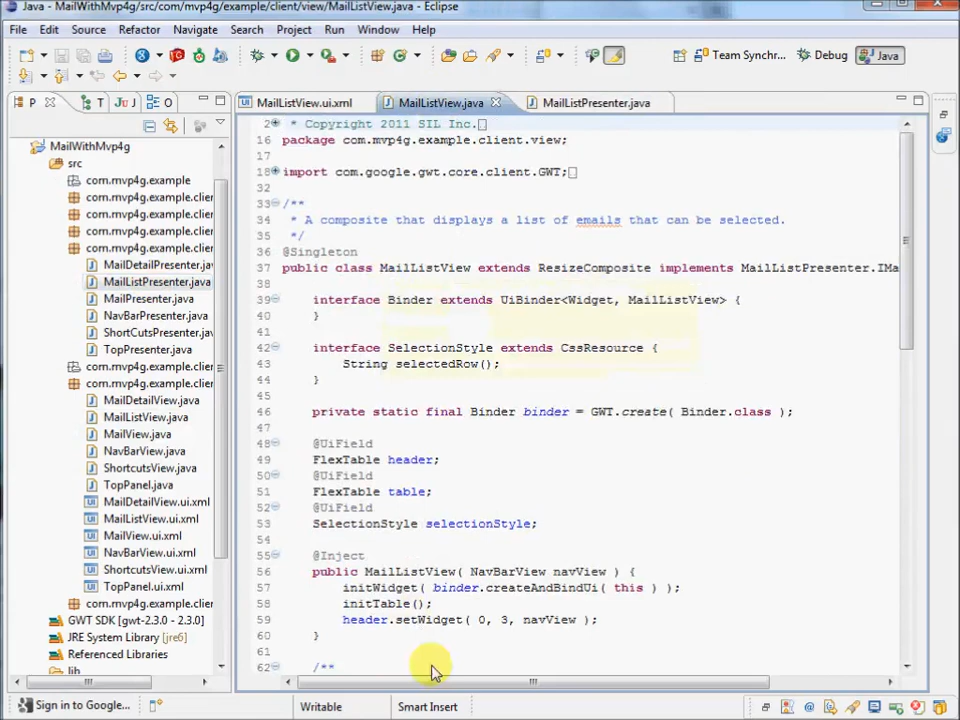 Java - MailWithMvp4g/src/com/mvp4g/example/client/view/MailListView.java - Eclipse
File Edit Source Refactor Navigate Search Project Run Window Help
Team Synchr... Debug Java
P T Ju J O
MailListView.ui.xml MailListView.java MailListPresenter.java
MailWithMvp4g
src
com.mvp4g.example
com.mvp4g.example.clier
com.mvp4g.example.clier
com.mvp4g.example.clier
com.mvp4g.example.clier
MailDetailPresenter.jav
MailListPresenter.java
MailPresenter.java
NavBarPresenter.java
ShortCutsPresenter.jav
TopPresenter.java
com.mvp4g.example.clier
com.mvp4g.example.clier
MailDetailView.java
MailListView.java
MailView.java
NavBarView.java
ShortcutsView.java
TopPanel.java
MailDetailView.ui.xml
MailListView.ui.xml
MailView.ui.xml
NavBarView.ui.xml
ShortcutsView.ui.xml
TopPanel.ui.xml
com.mvp4g.example.clier
GWT SDK [gwt-2.3.0 - 2.3.0]
JRE System Library [jre6]
Referenced Libraries
lib
2 * Copyright 2011 SIL Inc.
16 package com.mvp4g.example.client.view;
17
18 import com.google.gwt.core.client.GWT;
32
33 /**
34 * A composite that displays a list of emails that can be selected.
35 */
36 @Singleton
37 public class MailListView extends ResizeComposite implements MailListPresenter.IMa
38
39 interface Binder extends UiBinder<Widget, MailListView> {
40 }
41
42 interface SelectionStyle extends CssResource {
43 String selectedRow();
44 }
45
46 private static final Binder binder = GWT.create( Binder.class );
47
48 @UiField
49 FlexTable header;
50 @UiField
51 FlexTable table;
52 @UiField
53 SelectionStyle selectionStyle;
54
55 @Inject
56 public MailListView( NavBarView navView ) {
57 initWidget( binder.createAndBindUi( this ) );
58 initTable();
59 header.setWidget( 0, 3, navView );
60 }
61
62 /**
Sign in to Google... Writable Smart Insert